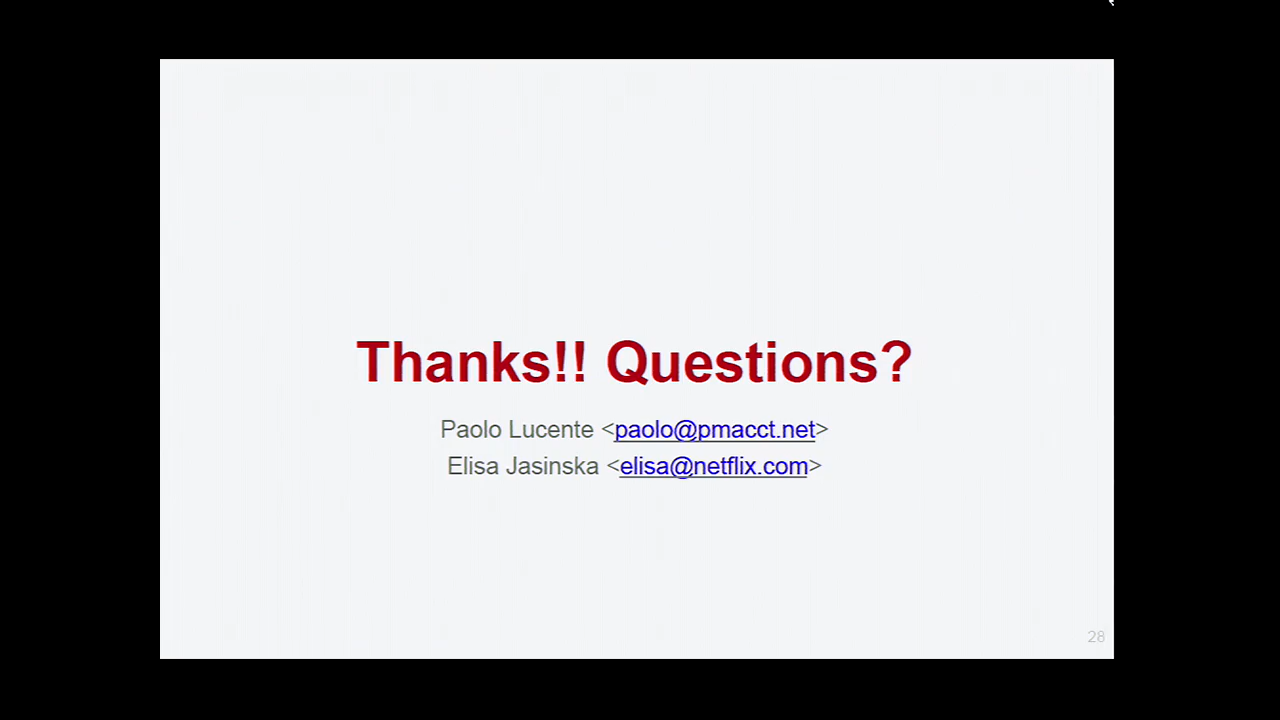 Thanks!! Questions?
Paolo Lucente <paolo@pmacct.net>
Elisa Jasinska <elisa@netflix.com>
28